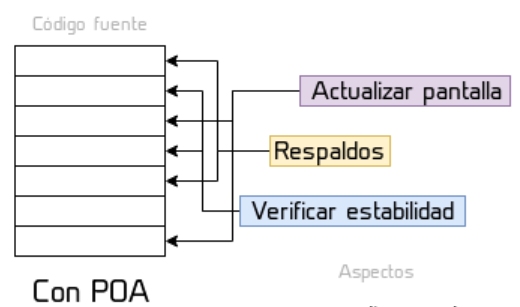 Código fuente
Actualizar pantalla
Respaldos
Verificar estabilidad
Aspectos
Con POA